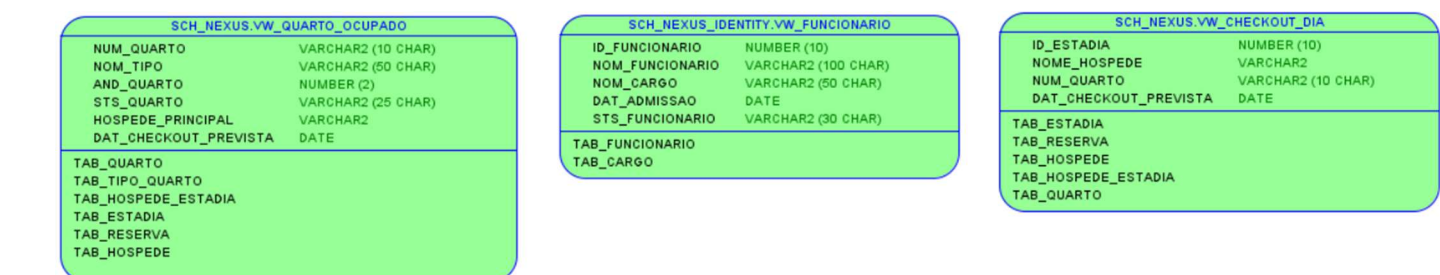 SCH_NEXUS.VW_QUARTO_OCUPADO
NUM_QUARTO VARCHAR2 (10 CHAR)
NOM_TIPO VARCHAR2 (50 CHAR)
AND_QUARTO NUMBER (2)
STS_QUARTO VARCHAR2 (25 CHAR)
HOSPEDE_PRINCIPAL VARCHAR2
DAT_CHECKOUT_PREVISTA DATE
TAB_QUARTO
TAB_TIPO_QUARTO
TAB_HOSPEDE_ESTADIA
TAB_ESTADIA
TAB_RESERVA
TAB_HOSPEDE
SCH_NEXUS_IDENTITY.VW_FUNCIONARIO
ID_FUNCIONARIO NUMBER (10)
NOM_FUNCIONARIO VARCHAR2 (100 CHAR)
NOM_CARGO VARCHAR2 (50 CHAR)
DAT_ADMISSAO DATE
STS_FUNCIONARIO VARCHAR2 (30 CHAR)
TAB_FUNCIONARIO
TAB_CARGO
SCH_NEXUS.VW_CHECKOUT_DIA
ID_ESTADIA NUMBER (10)
NOME_HOSPEDE VARCHAR2
NUM_QUARTO VARCHAR2 (10 CHAR)
DAT_CHECKOUT_PREVISTA DATE
TAB_ESTADIA
TAB_RESERVA
TAB_HOSPEDE
TAB_HOSPEDE_ESTADIA
TAB_QUARTO